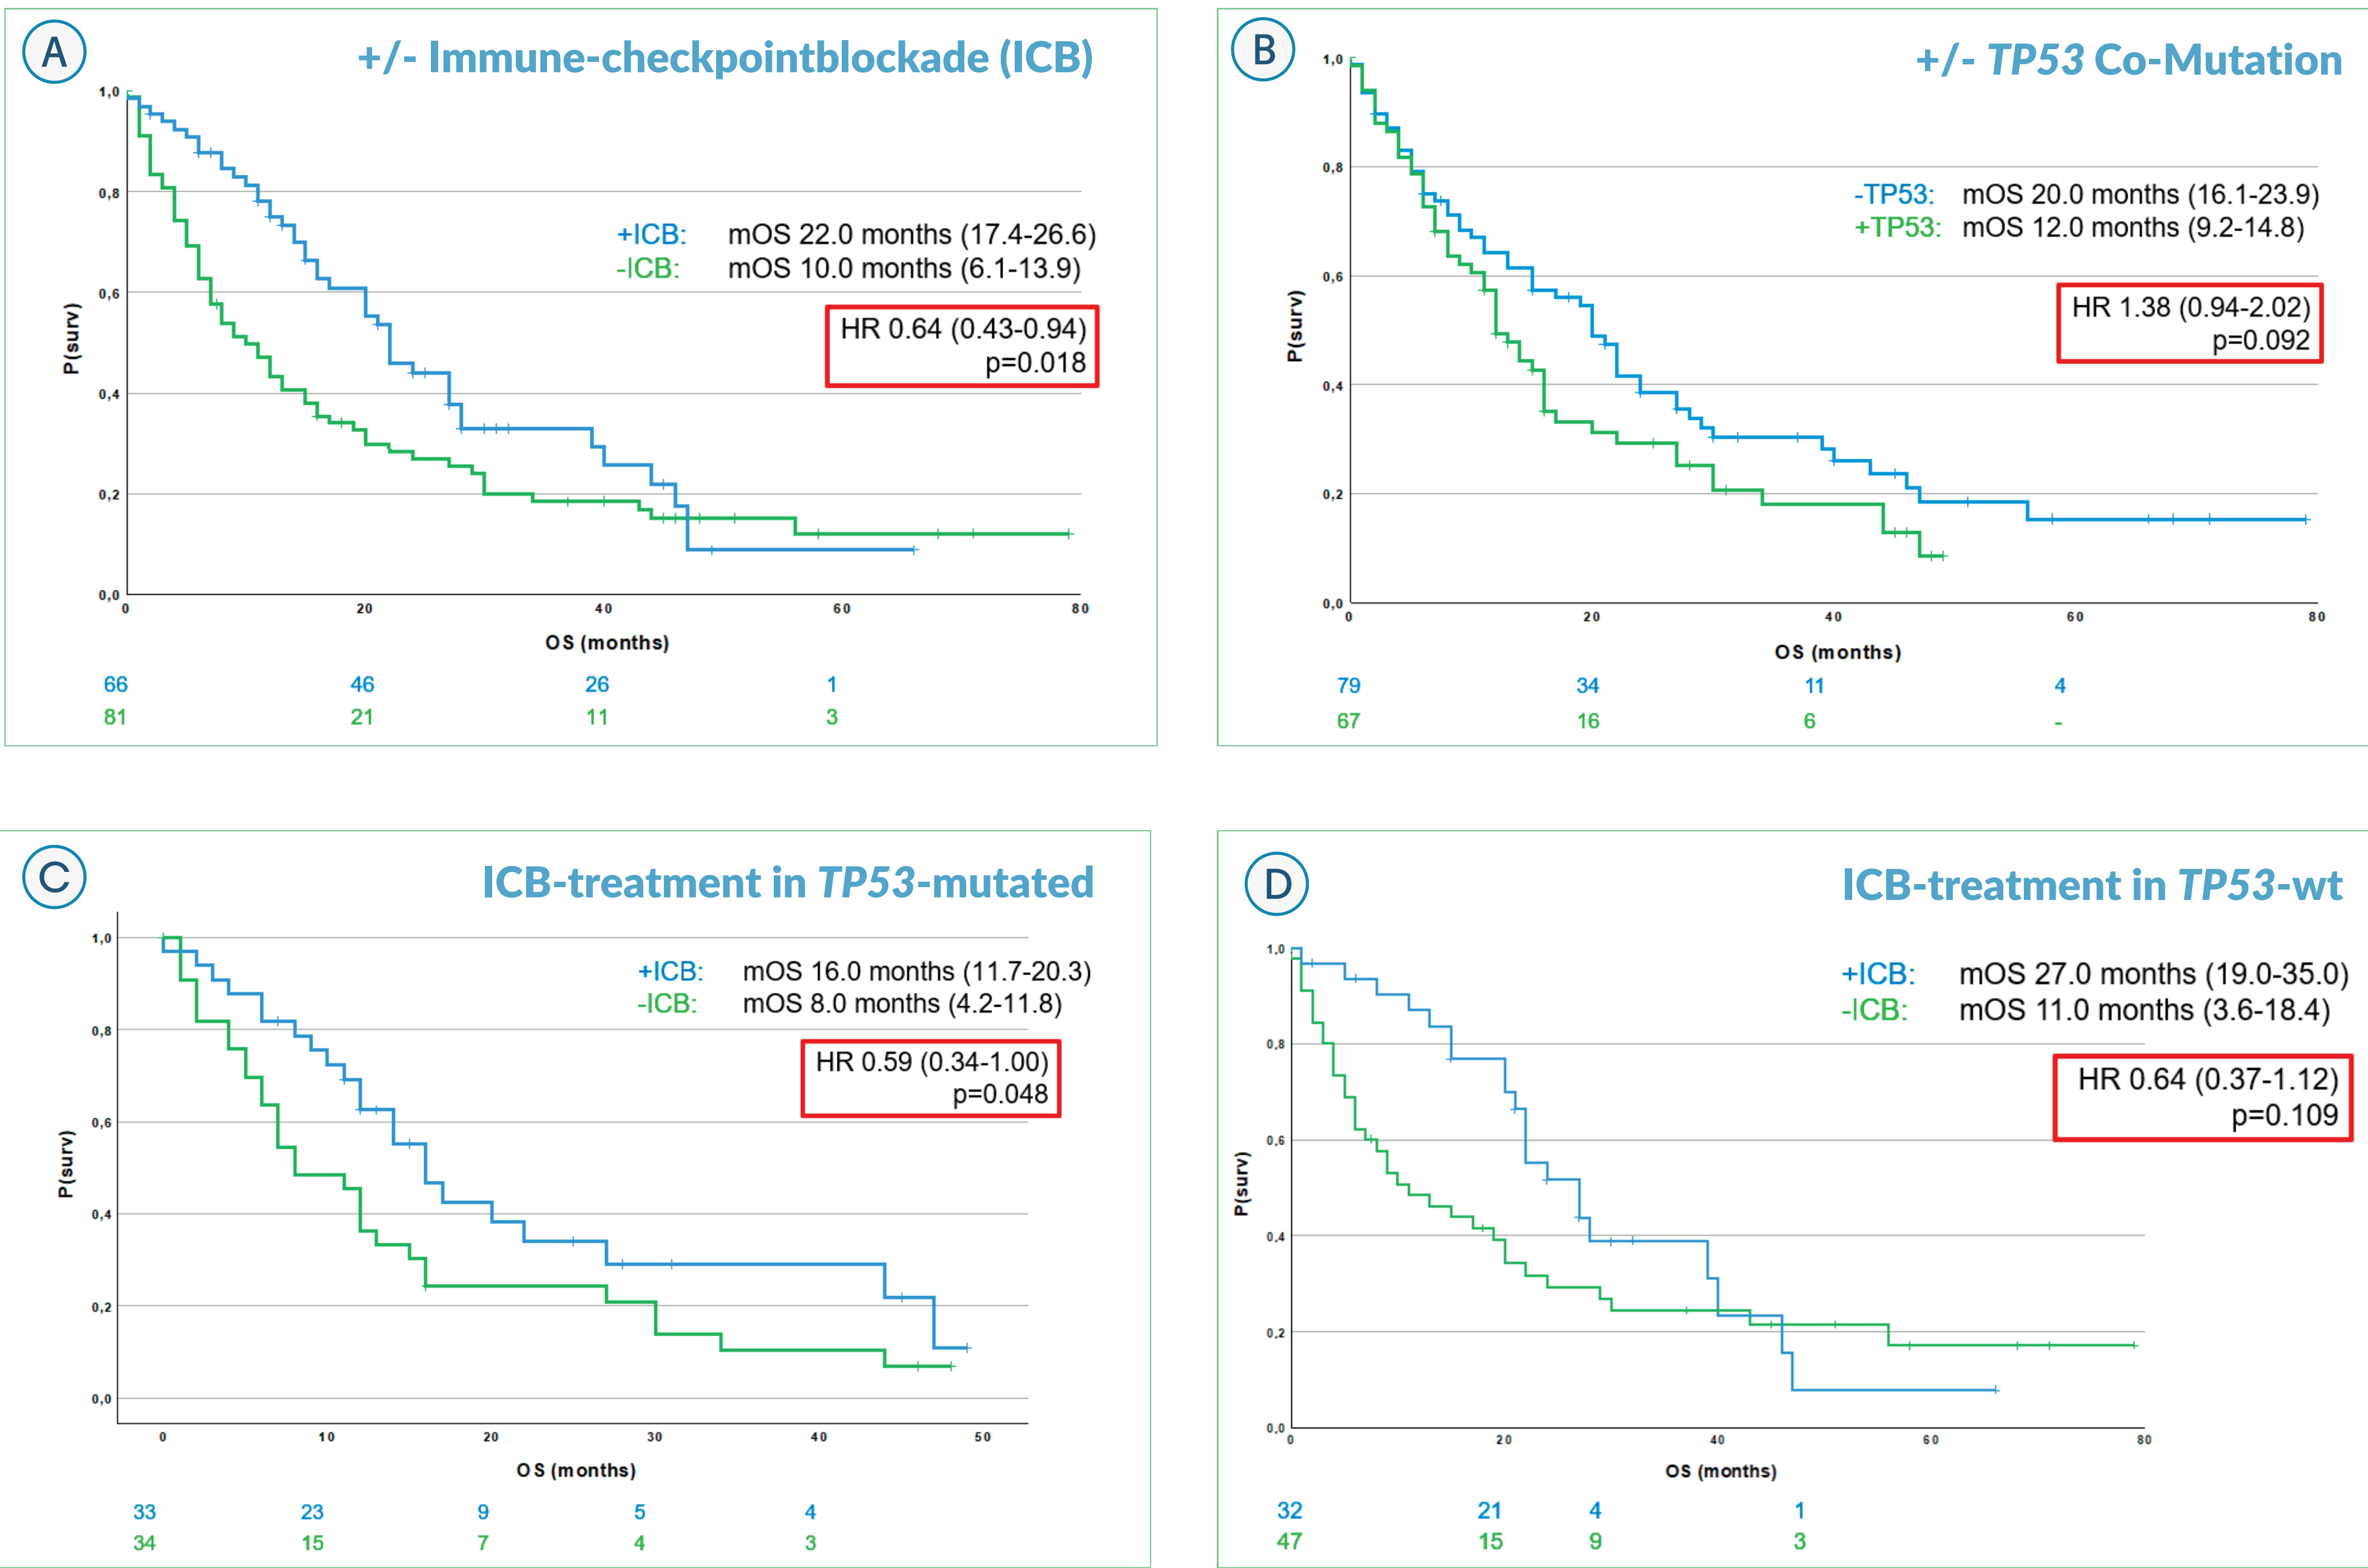 A
+/- Immune-checkpointblockade (ICB)
1,0
0,8
0,6
0,4
0,2
0,0
P(surv)
+ICB: mOS 22.0 months (17.4-26.6)
-ICB: mOS 10.0 months (6.1-13.9)
HR 0.64 (0.43-0.94)
p=0.018
0 20 40 60 80
OS (months)
66 46 26 1
81 21 11 3
B
+/- TP53 Co-Mutation
1,0
0,8
0,6
0,4
0,2
0,0
P(surv)
-TP53: mOS 20.0 months (16.1-23.9)
+TP53: mOS 12.0 months (9.2-14.8)
HR 1.38 (0.94-2.02)
p=0.092
0 20 40 60 80
OS (months)
79 34 11 4
67 16 6 -
C
ICB-treatment in TP53-mutated
1,0
0,8
0,6
0,4
0,2
0,0
P(surv)
+ICB: mOS 16.0 months (11.7-20.3)
-ICB: mOS 8.0 months (4.2-11.8)
HR 0.59 (0.34-1.00)
p=0.048
0 10 20 30 40 50
OS (months)
33 23 9 5 4
34 15 7 4 3
D
ICB-treatment in TP53-wt
1,0
0,8
0,6
0,4
0,2
0,0
P(surv)
+ICB: mOS 27.0 months (19.0-35.0)
-ICB: mOS 11.0 months (3.6-18.4)
HR 0.64 (0.37-1.12)
p=0.109
0 20 40 60 80
OS (months)
32 21 4 1
47 15 9 3